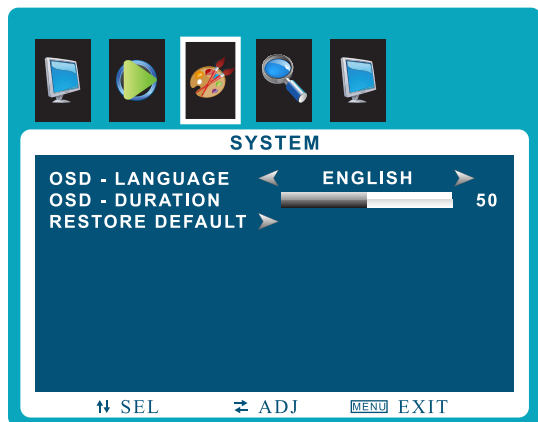 SYSTEM
OSD - LANGUAGE ENGLISH
OSD - DURATION 50
RESTORE DEFAULT
SEL ADJ MENU EXIT